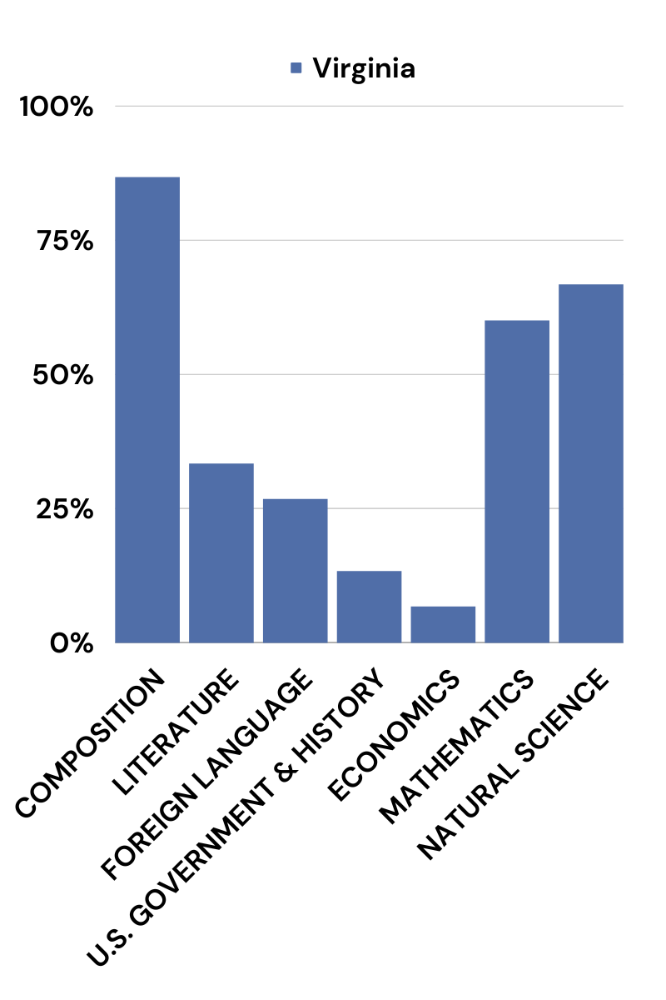 Virginia
100%
75%
50%
25%
0%
COMPOSITION
LITERATURE
FOREIGN LANGUAGE
U.S. GOVERNMENT & HISTORY
ECONOMICS
MATHEMATICS
NATURAL SCIENCE